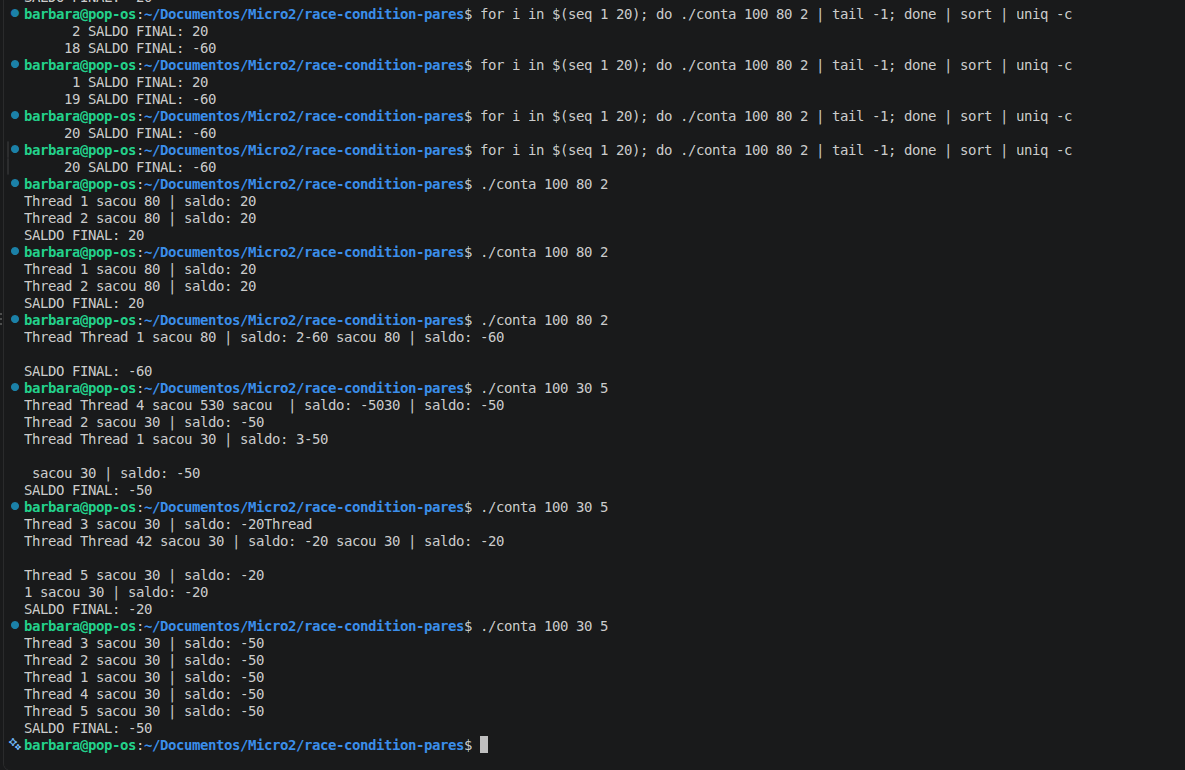 SALDO FINAL: 20
barbara@pop-os:~/Documentos/Micro2/race-condition-pares$ for i in $(seq 1 20); do ./conta 100 80 2 | tail -1; done | sort | uniq -c
      2 SALDO FINAL: 20
     18 SALDO FINAL: -60
barbara@pop-os:~/Documentos/Micro2/race-condition-pares$ for i in $(seq 1 20); do ./conta 100 80 2 | tail -1; done | sort | uniq -c
      1 SALDO FINAL: 20
     19 SALDO FINAL: -60
barbara@pop-os:~/Documentos/Micro2/race-condition-pares$ for i in $(seq 1 20); do ./conta 100 80 2 | tail -1; done | sort | uniq -c
     20 SALDO FINAL: -60
barbara@pop-os:~/Documentos/Micro2/race-condition-pares$ for i in $(seq 1 20); do ./conta 100 80 2 | tail -1; done | sort | uniq -c
     20 SALDO FINAL: -60
barbara@pop-os:~/Documentos/Micro2/race-condition-pares$ ./conta 100 80 2
Thread 1 sacou 80 | saldo: 20
Thread 2 sacou 80 | saldo: 20
SALDO FINAL: 20
barbara@pop-os:~/Documentos/Micro2/race-condition-pares$ ./conta 100 80 2
Thread 1 sacou 80 | saldo: 20
Thread 2 sacou 80 | saldo: 20
SALDO FINAL: 20
barbara@pop-os:~/Documentos/Micro2/race-condition-pares$ ./conta 100 80 2
Thread Thread 1 sacou 80 | saldo: 2-60 sacou 80 | saldo: -60

SALDO FINAL: -60
barbara@pop-os:~/Documentos/Micro2/race-condition-pares$ ./conta 100 30 5
Thread Thread 4 sacou 530 sacou  | saldo: -5030 | saldo: -50
Thread 2 sacou 30 | saldo: -50
Thread Thread 1 sacou 30 | saldo: 3-50

 sacou 30 | saldo: -50
SALDO FINAL: -50
barbara@pop-os:~/Documentos/Micro2/race-condition-pares$ ./conta 100 30 5
Thread 3 sacou 30 | saldo: -20Thread
Thread Thread 42 sacou 30 | saldo: -20 sacou 30 | saldo: -20

Thread 5 sacou 30 | saldo: -20
1 sacou 30 | saldo: -20
SALDO FINAL: -20
barbara@pop-os:~/Documentos/Micro2/race-condition-pares$ ./conta 100 30 5
Thread 3 sacou 30 | saldo: -50
Thread 2 sacou 30 | saldo: -50
Thread 1 sacou 30 | saldo: -50
Thread 4 sacou 30 | saldo: -50
Thread 5 sacou 30 | saldo: -50
SALDO FINAL: -50
barbara@pop-os:~/Documentos/Micro2/race-condition-pares$